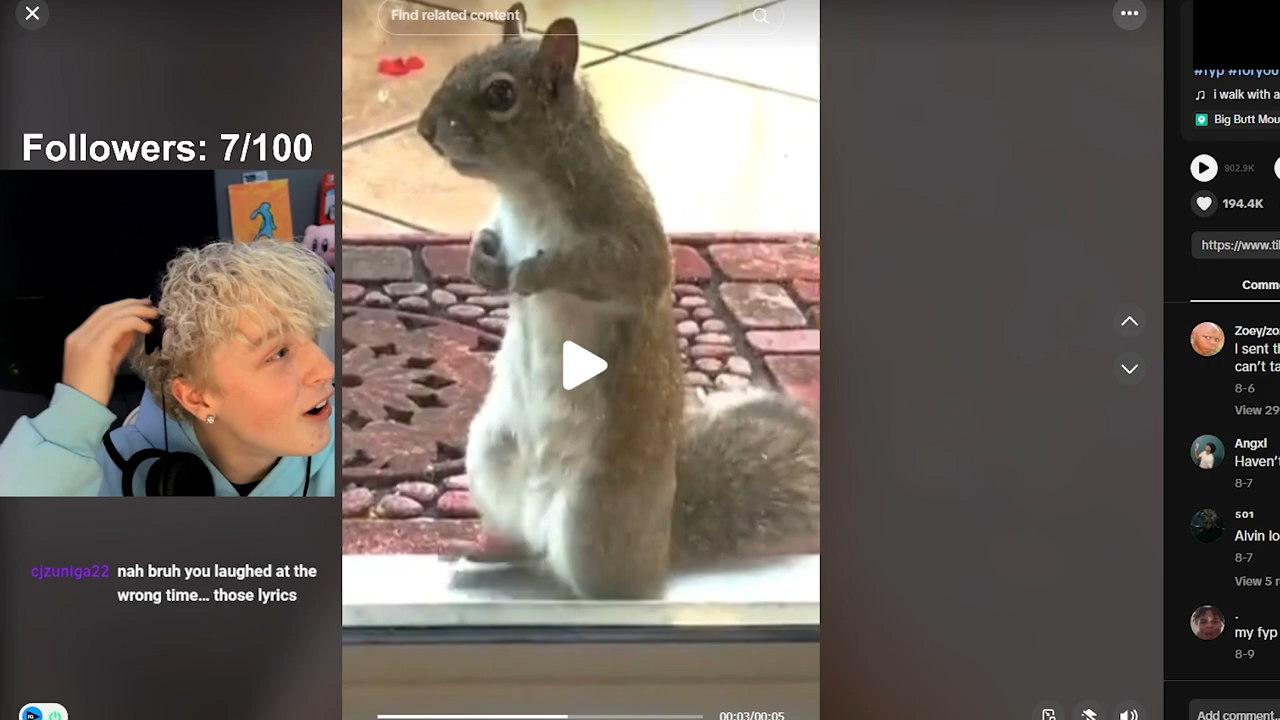 Find related content
Followers: 7/100
cjzuniga22 nah bruh you laughed at the
wrong time... those lyrics
00:03/00:05
#fyp #foryou
i walk with a
Big Butt Mou
902.9K
194.4K
https://www.ti
Comme
Zoey/zo
I sent th
can't ta
8-6
View 29
Angxl
Haven't
8-7
501
Alvin lo
8-7
View 5 m
.
my fyp
8-9
Add comment